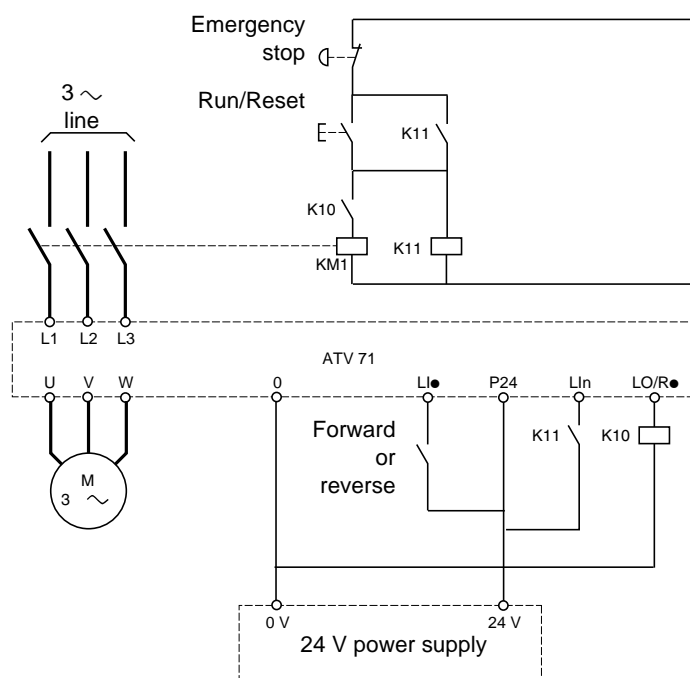 Emergency
stop
3 ~
line
Run/Reset
K11
K10
KM1
K11
L1 L2 L3
ATV 71
U V W 0 LI● P24 LIn LO/R●
Forward
or
reverse
K11
K10
M
3 ~
0 V
24 V
24 V power supply